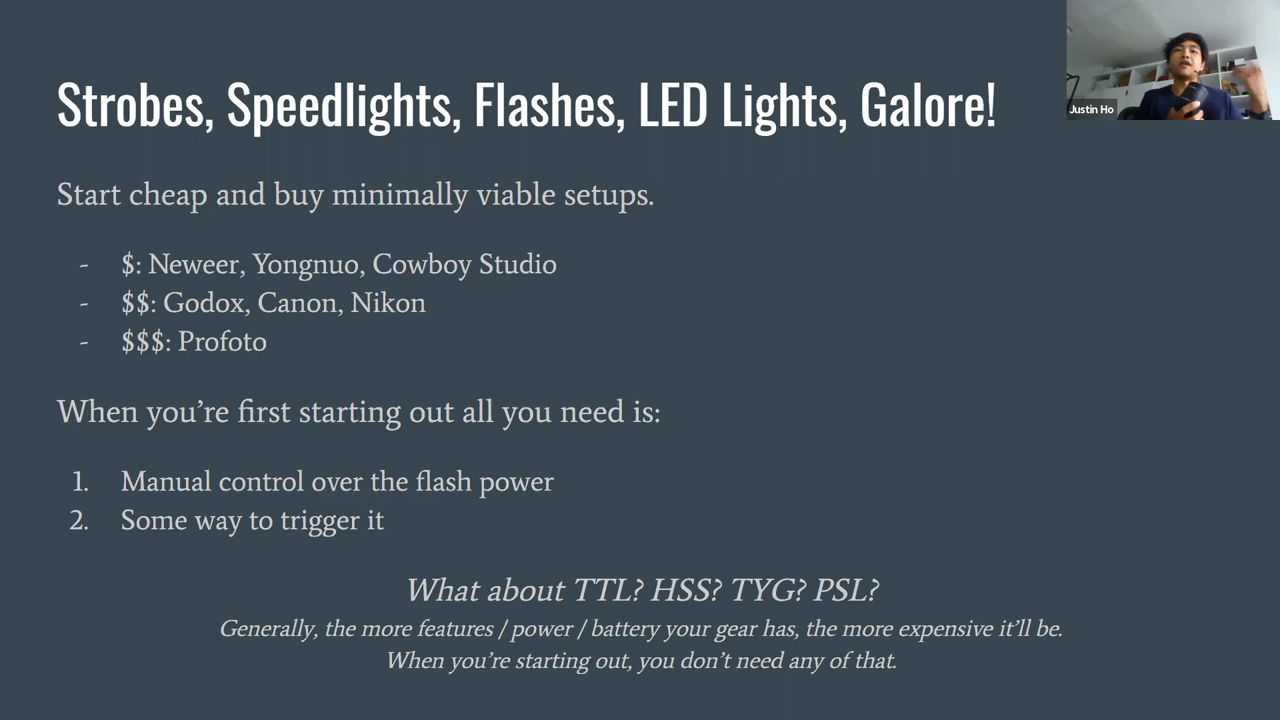 Strobes, Speedlights, Flashes, LED Lights, Galore!
Justin Ho
Start cheap and buy minimally viable setups.
- $: Neweer, Yongnuo, Cowboy Studio
- $$: Godox, Canon, Nikon
- $$$: Profoto
When you’re first starting out all you need is:
1. Manual control over the flash power
2. Some way to trigger it
What about TTL? HSS? TYG? PSL?
Generally, the more features / power / battery your gear has, the more expensive it’ll be.
When you’re starting out, you don’t need any of that.